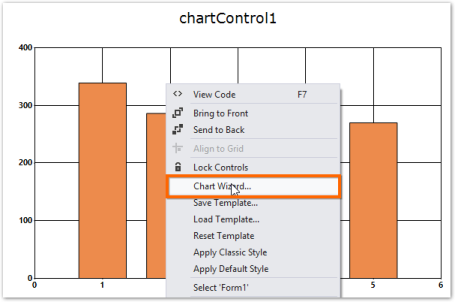 chartControl1
400
300
200
100
0
0 1 5 6
View Code F7
Bring to Front
Send to Back
Align to Grid
Lock Controls
Chart Wizard...
Save Template...
Load Template...
Reset Template
Apply Classic Style
Apply Default Style
Select 'Form1'